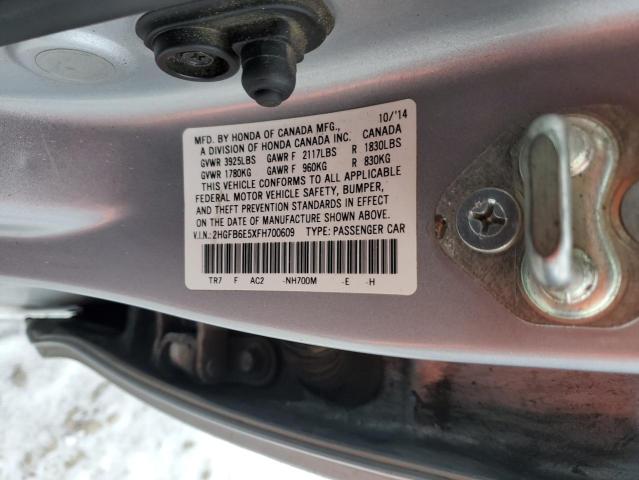 10/'14
MFD. BY HONDA OF CANADA MFG.,
A DIVISION OF HONDA CANADA INC. CANADA
GVWR 3925LBS GAWR F 2117LBS R 1830LBS
GVWR 1780KG GAWR F 960KG R 830KG
THIS VEHICLE CONFORMS TO ALL APPLICABLE
FEDERAL MOTOR VEHICLE SAFETY, BUMPER,
AND THEFT PREVENTION STANDARDS IN EFFECT
ON THE DATE OF MANUFACTURE SHOWN ABOVE.
V.I.N.: 2HGFB6E5XFH700609 TYPE: PASSENGER CAR
TR7 F AC2 -NH700M -E -H